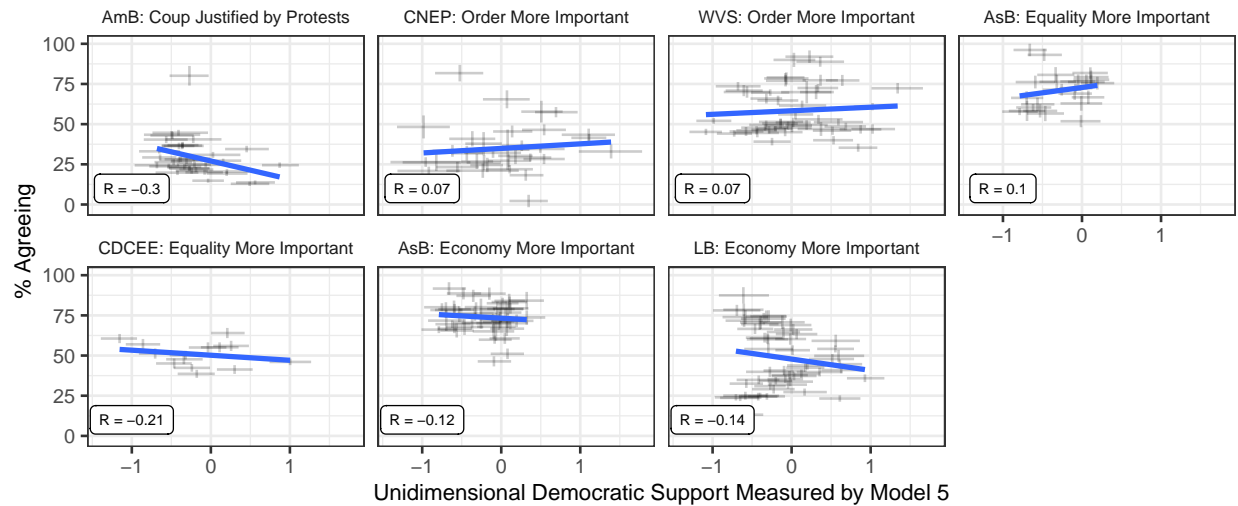 AmB: Coup Justified by Protests
CNEP: Order More Important
WVS: Order More Important
AsB: Equality More Important
100
75
50
25
0
R = −0.3
R = 0.07
R = 0.07
R = 0.1
−1 0 1
CDCEE: Equality More Important
AsB: Economy More Important
LB: Economy More Important
100
75
50
25
0
R = −0.21
R = −0.12
R = −0.14
−1 0 1
−1 0 1
−1 0 1
% Agreeing
Unidimensional Democratic Support Measured by Model 5